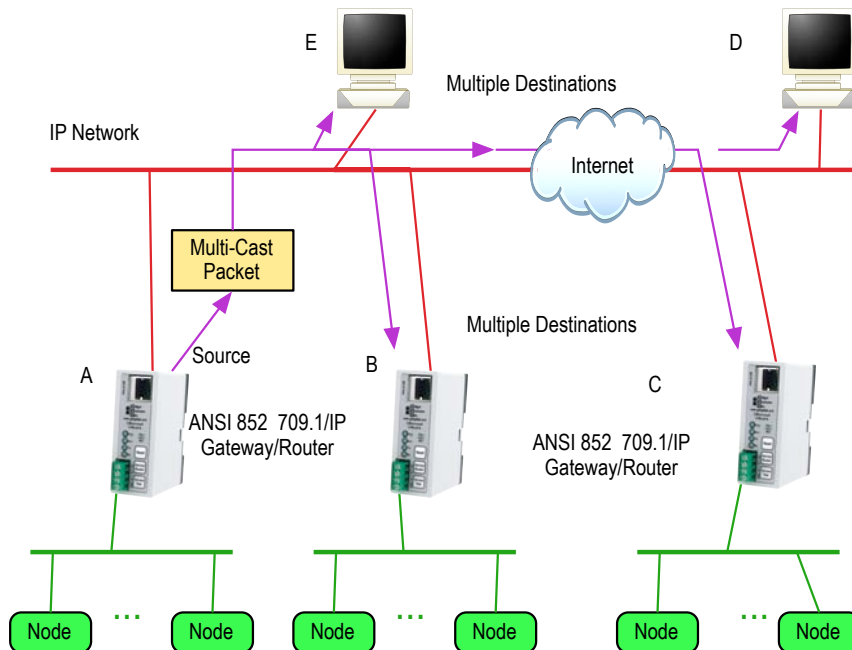 E
D
Multiple Destinations
IP Network
Internet
Multi-Cast
Packet
Multiple Destinations
Source
A
B
C
ANSI 852 709.1/IP
Gateway/Router
ANSI 852 709.1/IP
Gateway/Router
... ... ...
Node Node Node Node Node Node